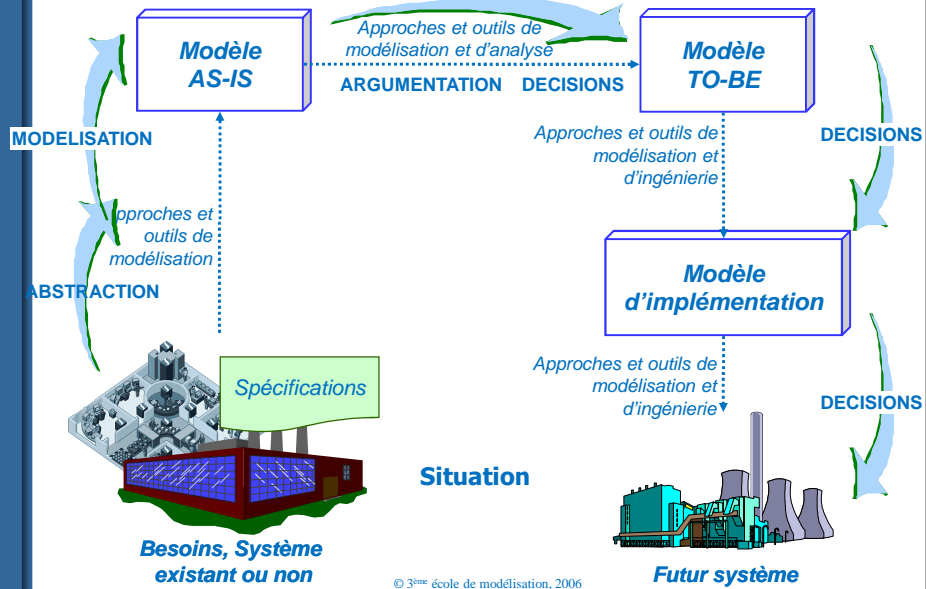 Modèle
AS-IS
Approches et outils de
modélisation et d'analyse
ARGUMENTATION DECISIONS
Modèle
TO-BE
MODELISATION
pproches et
outils de
modélisation
ABSTRACTION
Approches et outils de
modélisation et
d'ingénierie
DECISIONS
Modèle
d'implémentation
Approches et outils de
modélisation et
d'ingénierie
DECISIONS
Spécifications
Situation
Besoins, Système
existant ou non
Futur système
© 3ème école de modélisation, 2006